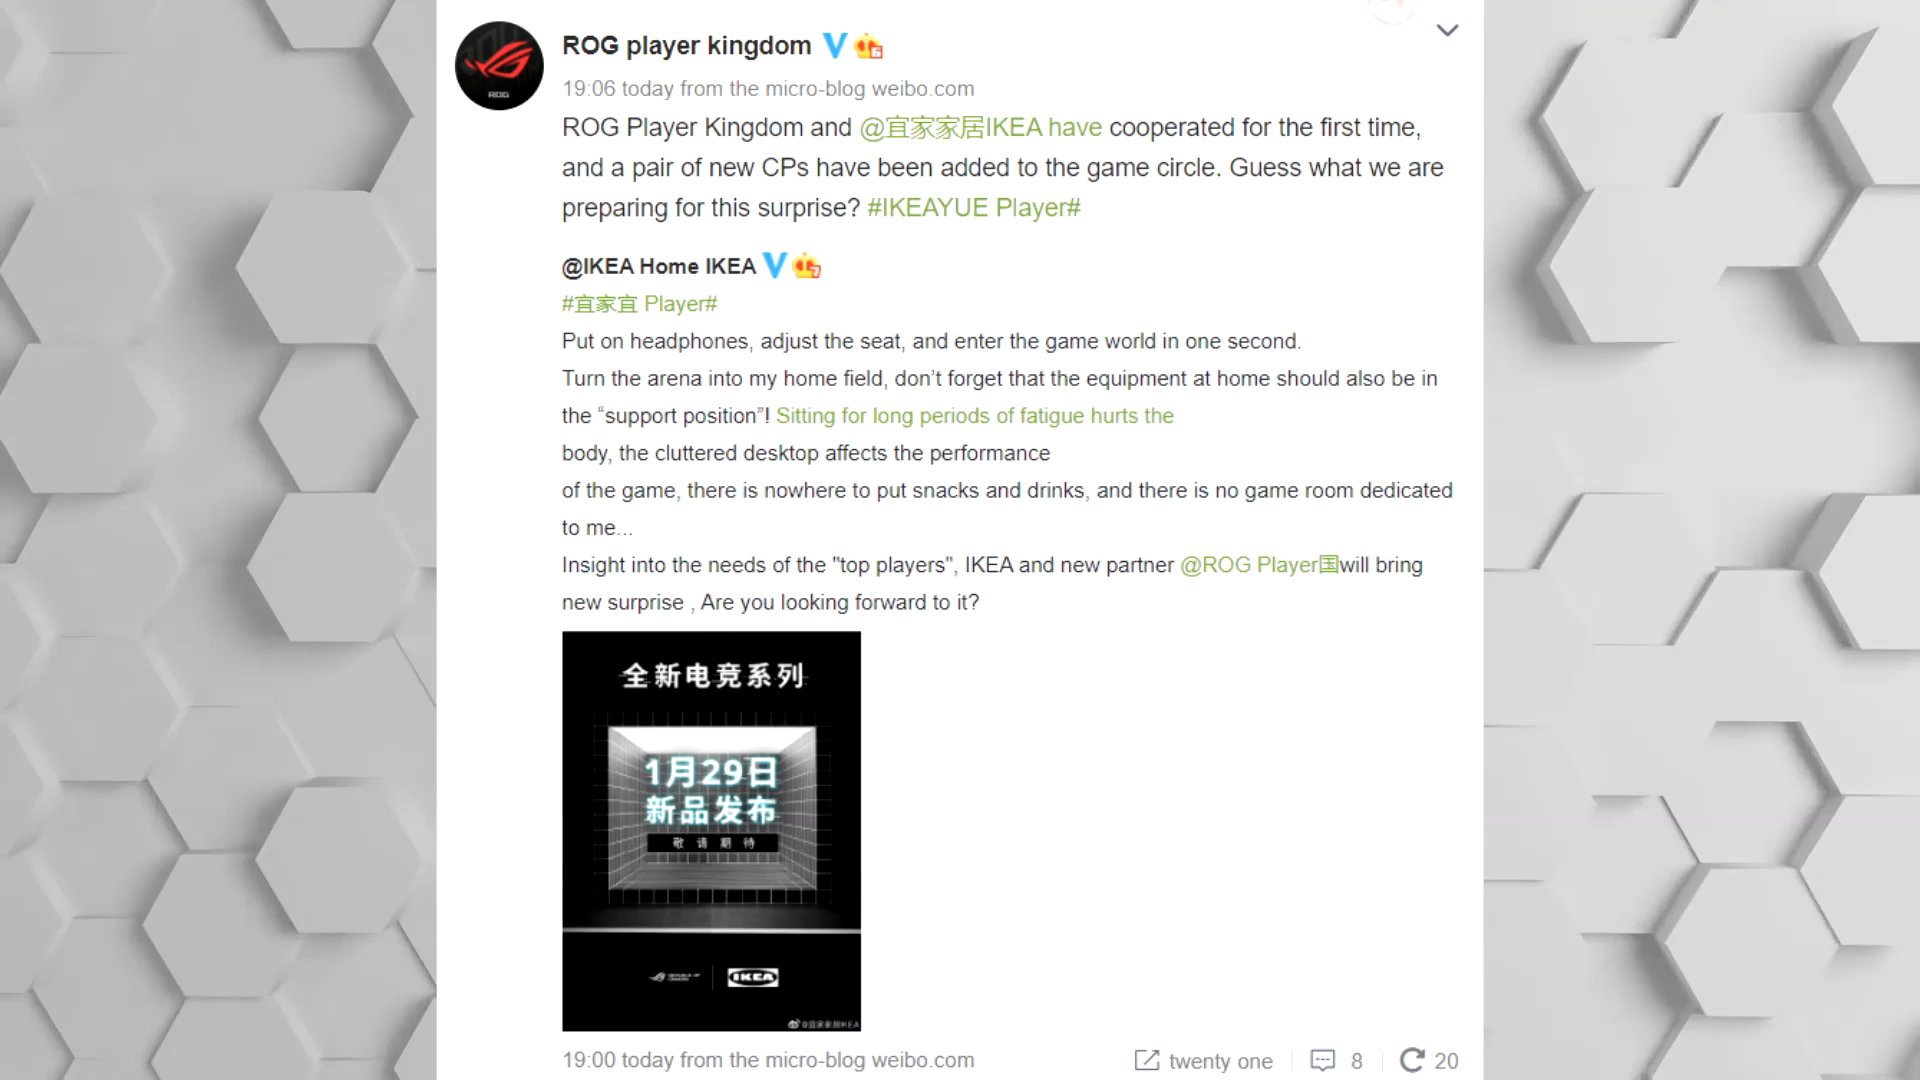 ROG player kingdom
19:06 today from the micro-blog weibo.com
ROG Player Kingdom and @宜家家居IKEA have cooperated for the first time,
and a pair of new CPs have been added to the game circle. Guess what we are
preparing for this surprise? #IKEAYUE Player#
@IKEA Home IKEA
#宜家宜 Player#
Put on headphones, adjust the seat, and enter the game world in one second.
Turn the arena into my home field, don't forget that the equipment at home should also be in
the “support position”! Sitting for long periods of fatigue hurts the
body, the cluttered desktop affects the performance
of the game, there is nowhere to put snacks and drinks, and there is no game room dedicated
to me...
Insight into the needs of the "top players", IKEA and new partner @ROG Player国will bring
new surprise , Are you looking forward to it?
全新电竞系列
1月29日
新品发布
敬请期待
IKEA
@宜家家居IKEA
19:00 today from the micro-blog weibo.com
twenty one
8
20
ROG